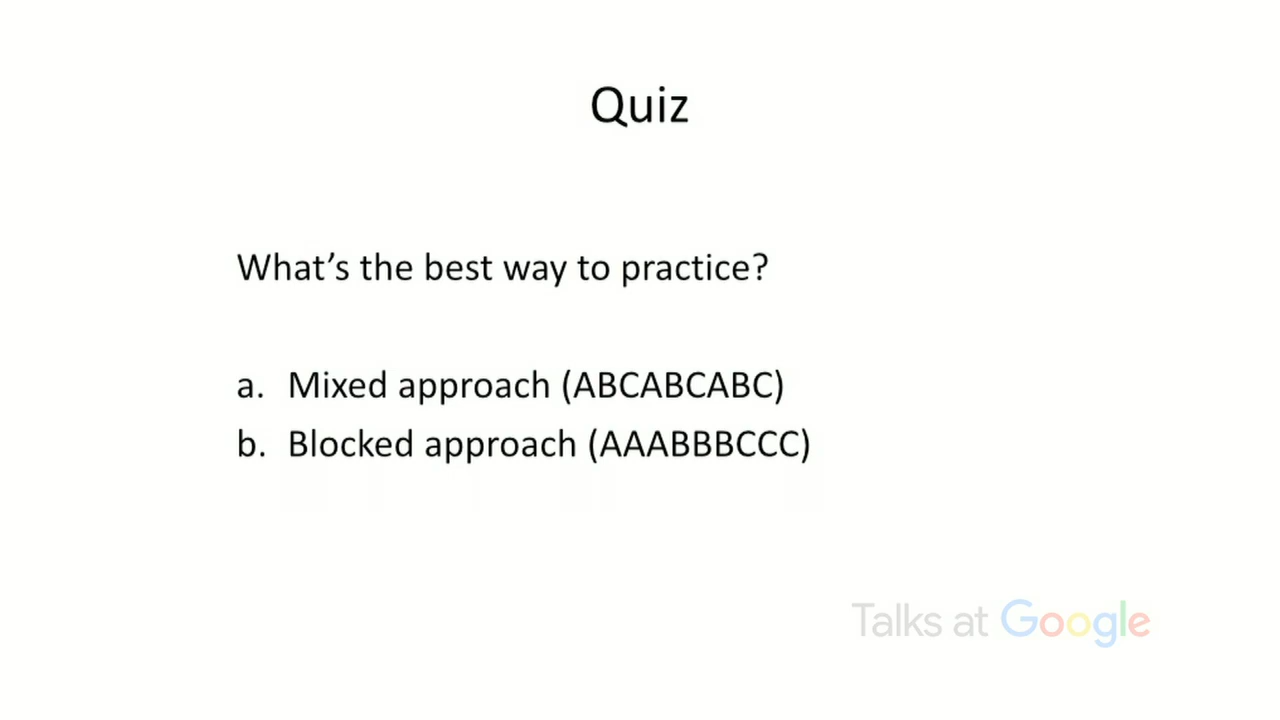 Quiz
What’s the best way to practice?
a. Mixed approach (ABCABCABC)
b. Blocked approach (AAABBBCCC)
Talks at Google